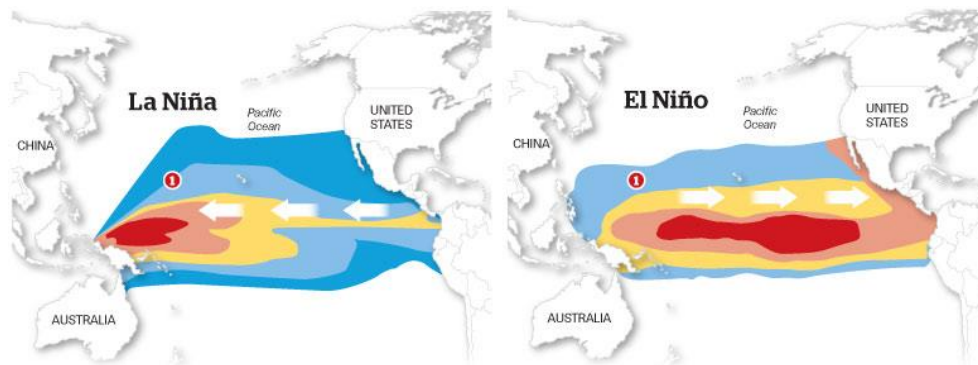 La Niña
Pacific
Ocean
UNITED
STATES
CHINA
1
AUSTRALIA
El Niño
Pacific
Ocean
UNITED
STATES
CHINA
1
AUSTRALIA